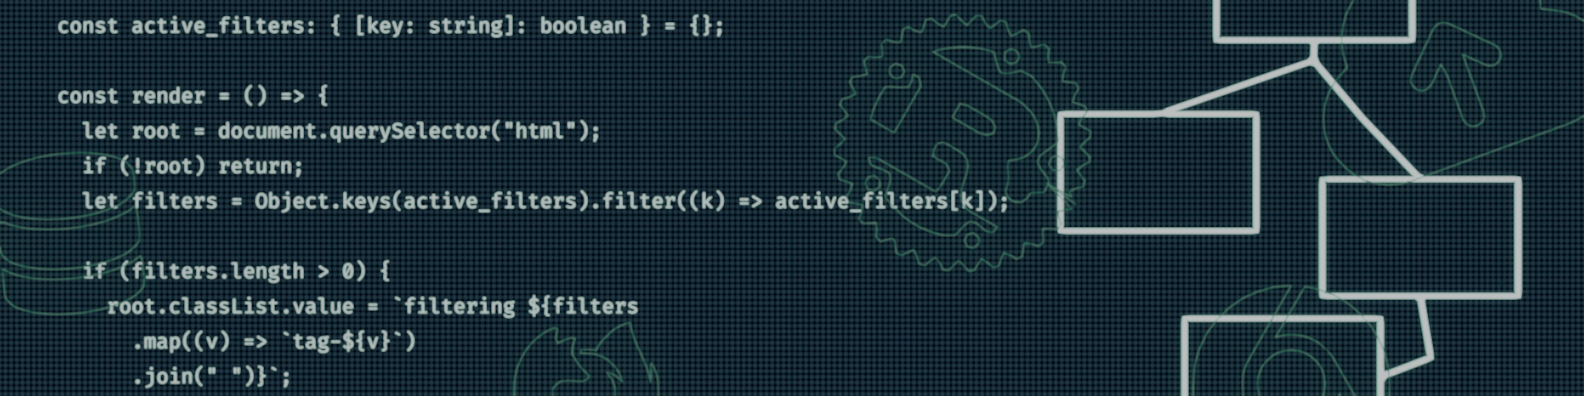 const active_filters: { [key: string]: boolean } = {};
const render = () => {
let root = document.querySelector("html");
if (!root) return;
let filters = Object.keys(active_filters).filter((k) => active_filters[k]);
if (filters.length > 0) {
root.classList.value = `filtering ${filters
.map((v) => `tag-${v}`)
.join(" ")}`;